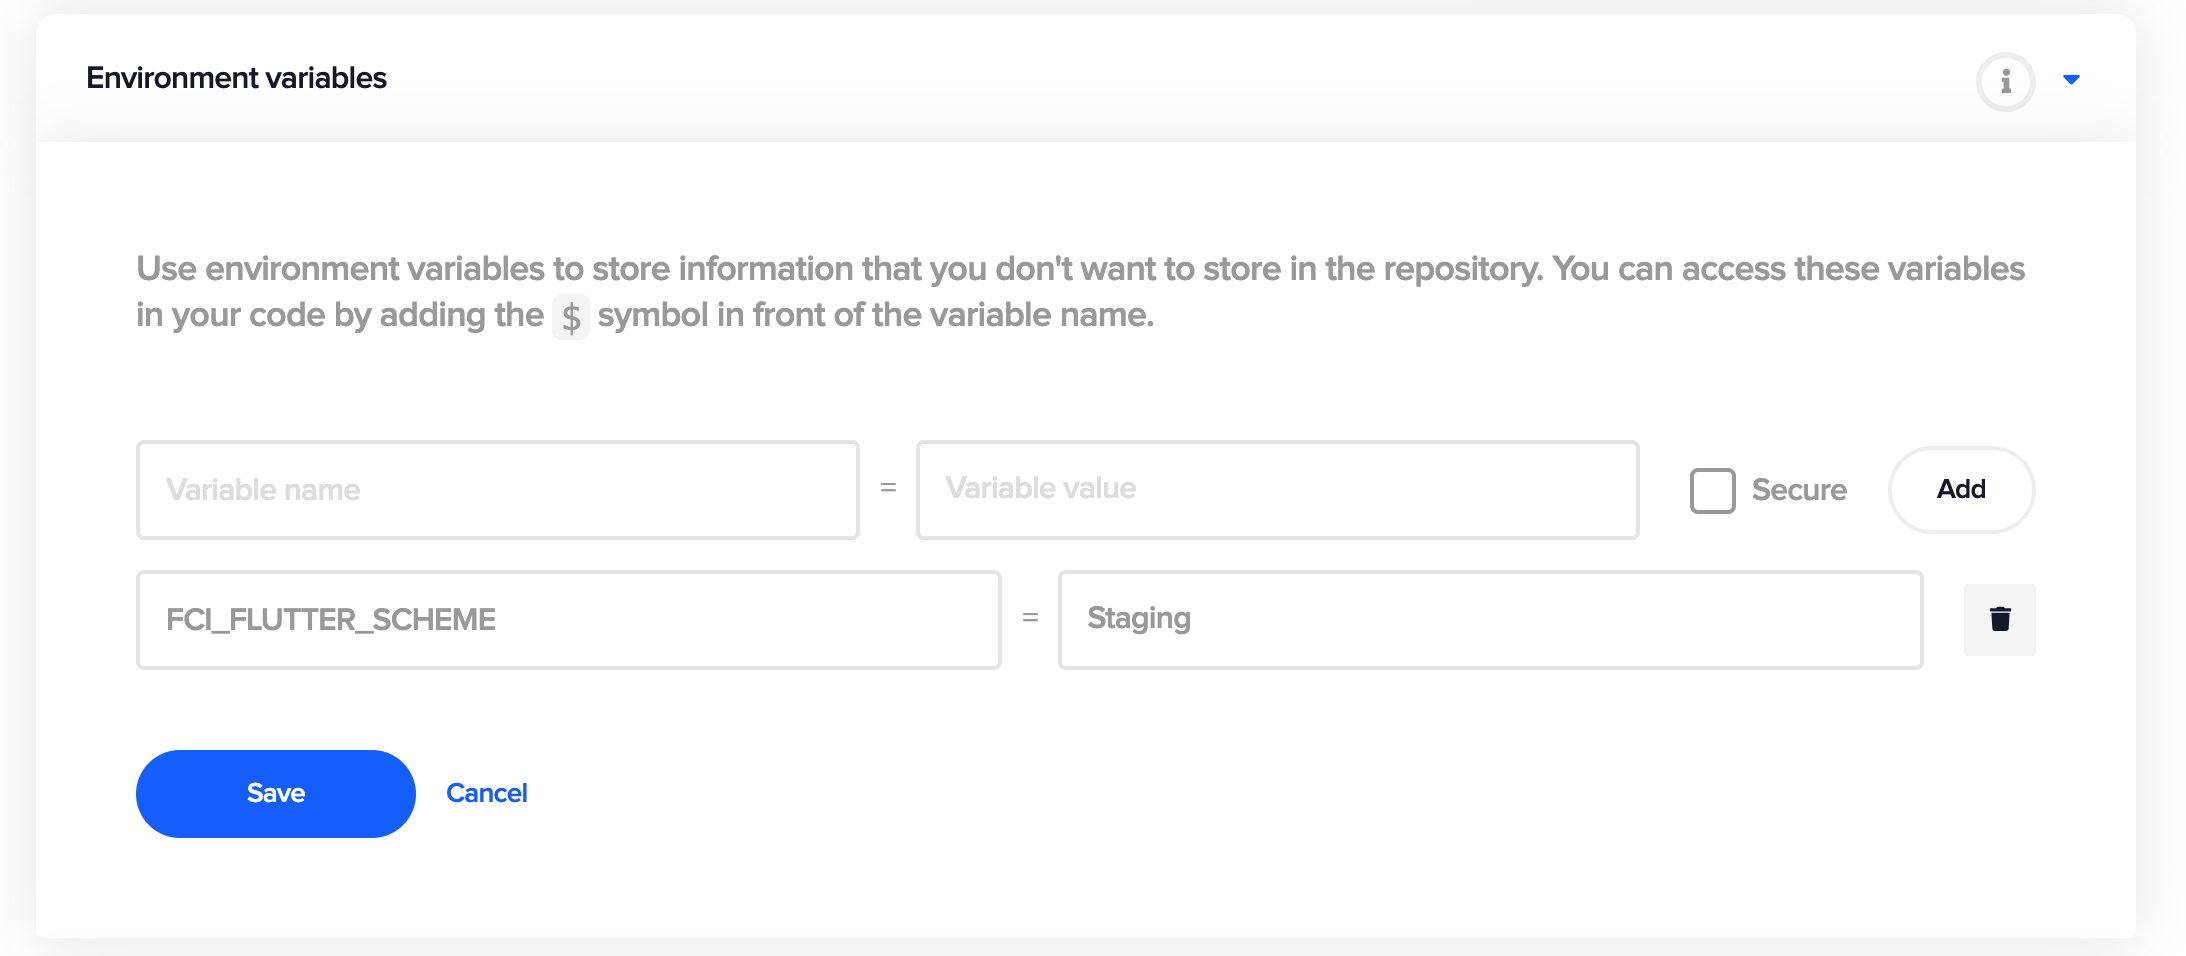 Environment variables
Use environment variables to store information that you don't want to store in the repository. You can access these variables
in your code by adding the $ symbol in front of the variable name.
Variable name = Variable value Secure Add
FCI_FLUTTER_SCHEME = Staging
Save Cancel